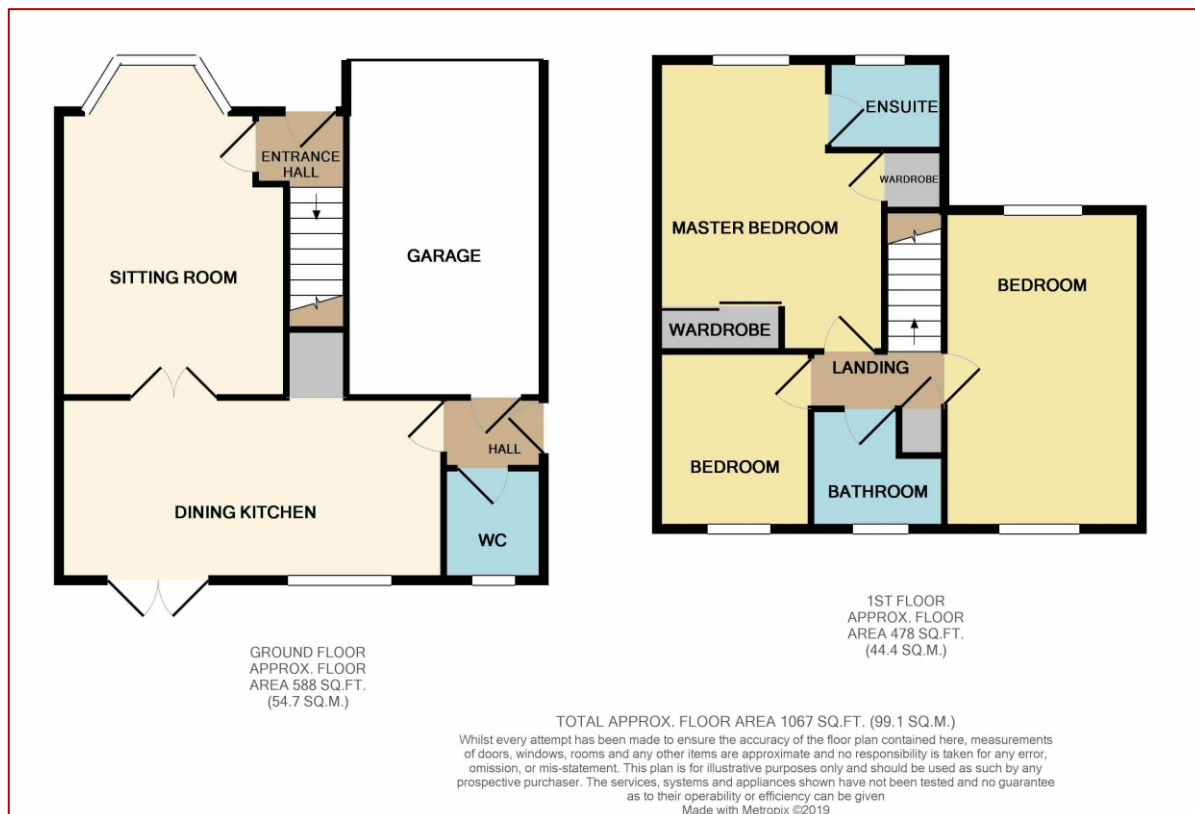 ENTRANCE
HALL
GARAGE
SITTING ROOM
HALL
DINING KITCHEN
WC
GROUND FLOOR
APPROX. FLOOR
AREA 588 SQ.FT.
(54.7 SQ.M.)
ENSUITE
WARDROBE
MASTER BEDROOM
BEDROOM
WARDROBE
LANDING
BEDROOM
BATHROOM
1ST FLOOR
APPROX. FLOOR
AREA 478 SQ.FT.
(44.4 SQ.M.)
TOTAL APPROX. FLOOR AREA 1067 SQ.FT. (99.1 SQ.M.)
Whilst every attempt has been made to ensure the accuracy of the floor plan contained here, measurements
of doors, windows, rooms and any other items are approximate and no responsibility is taken for any error,
omission, or mis-statement. This plan is for illustrative purposes only and should be used as such by any
prospective purchaser. The services, systems and appliances shown have not been tested and no guarantee
as to their operability or efficiency can be given
Made with Metropix ©2019